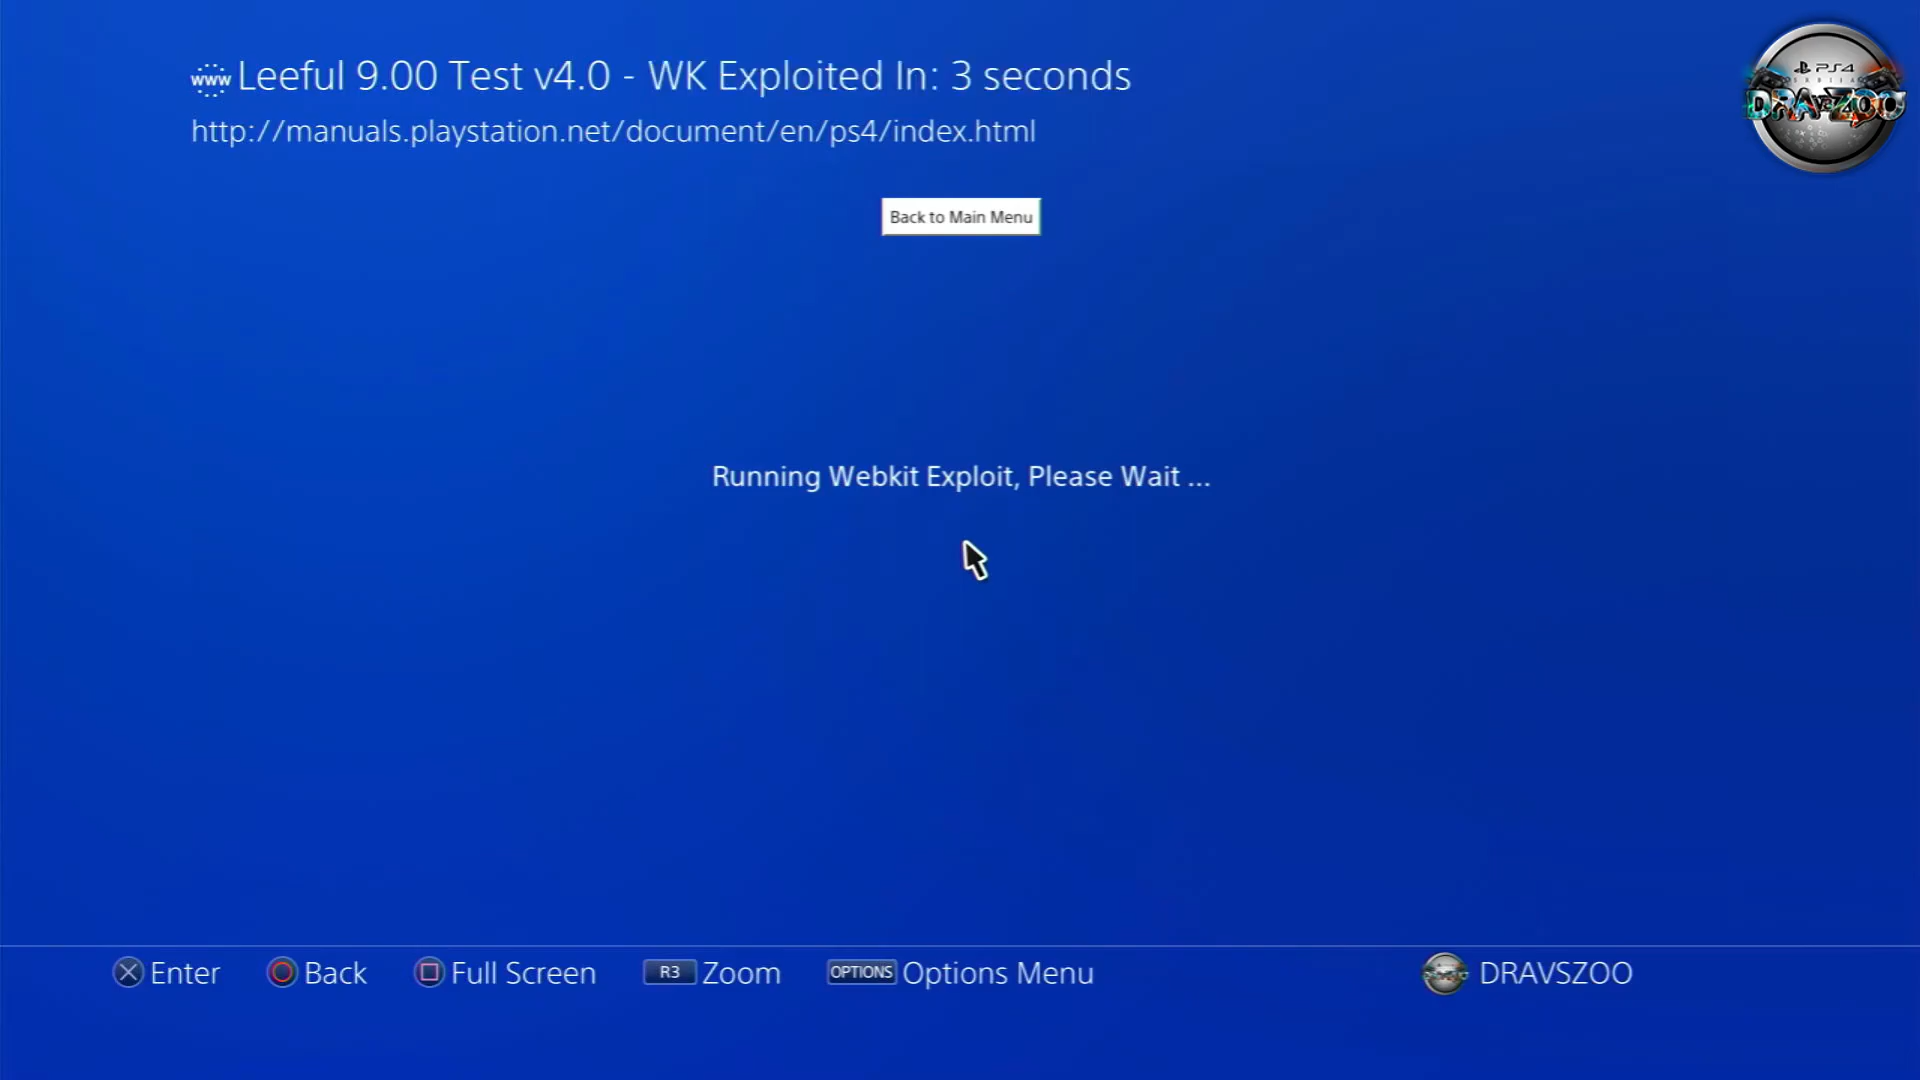 www Leeful 9.00 Test v4.0 - WK Exploited In: 3 seconds
http://manuals.playstation.net/document/en/ps4/index.html
PS4
DRAVSZOO
Back to Main Menu
Running Webkit Exploit, Please Wait ...
Enter Back Full Screen R3 Zoom OPTIONS Options Menu DRAVSZOO